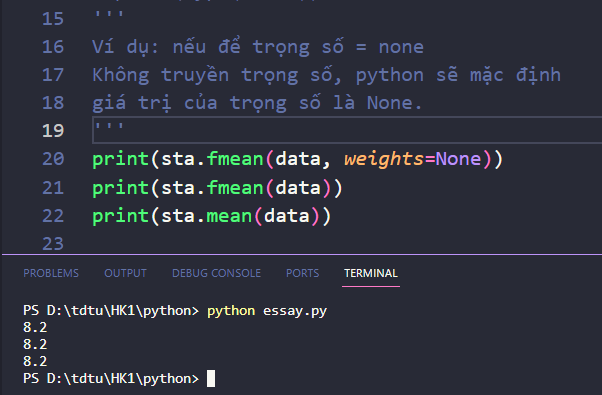 15 '''
16 Ví dụ: nếu để trọng số = none
17 Không truyền trọng số, python sẽ mặc định
18 giá trị của trọng số là None.
19 '''
20 print(sta.fmean(data, weights=None))
21 print(sta.fmean(data))
22 print(sta.mean(data))
23
PROBLEMS OUTPUT DEBUG CONSOLE PORTS TERMINAL
PS D:\tdtu\HK1\python> python essay.py
8.2
8.2
8.2
PS D:\tdtu\HK1\python>